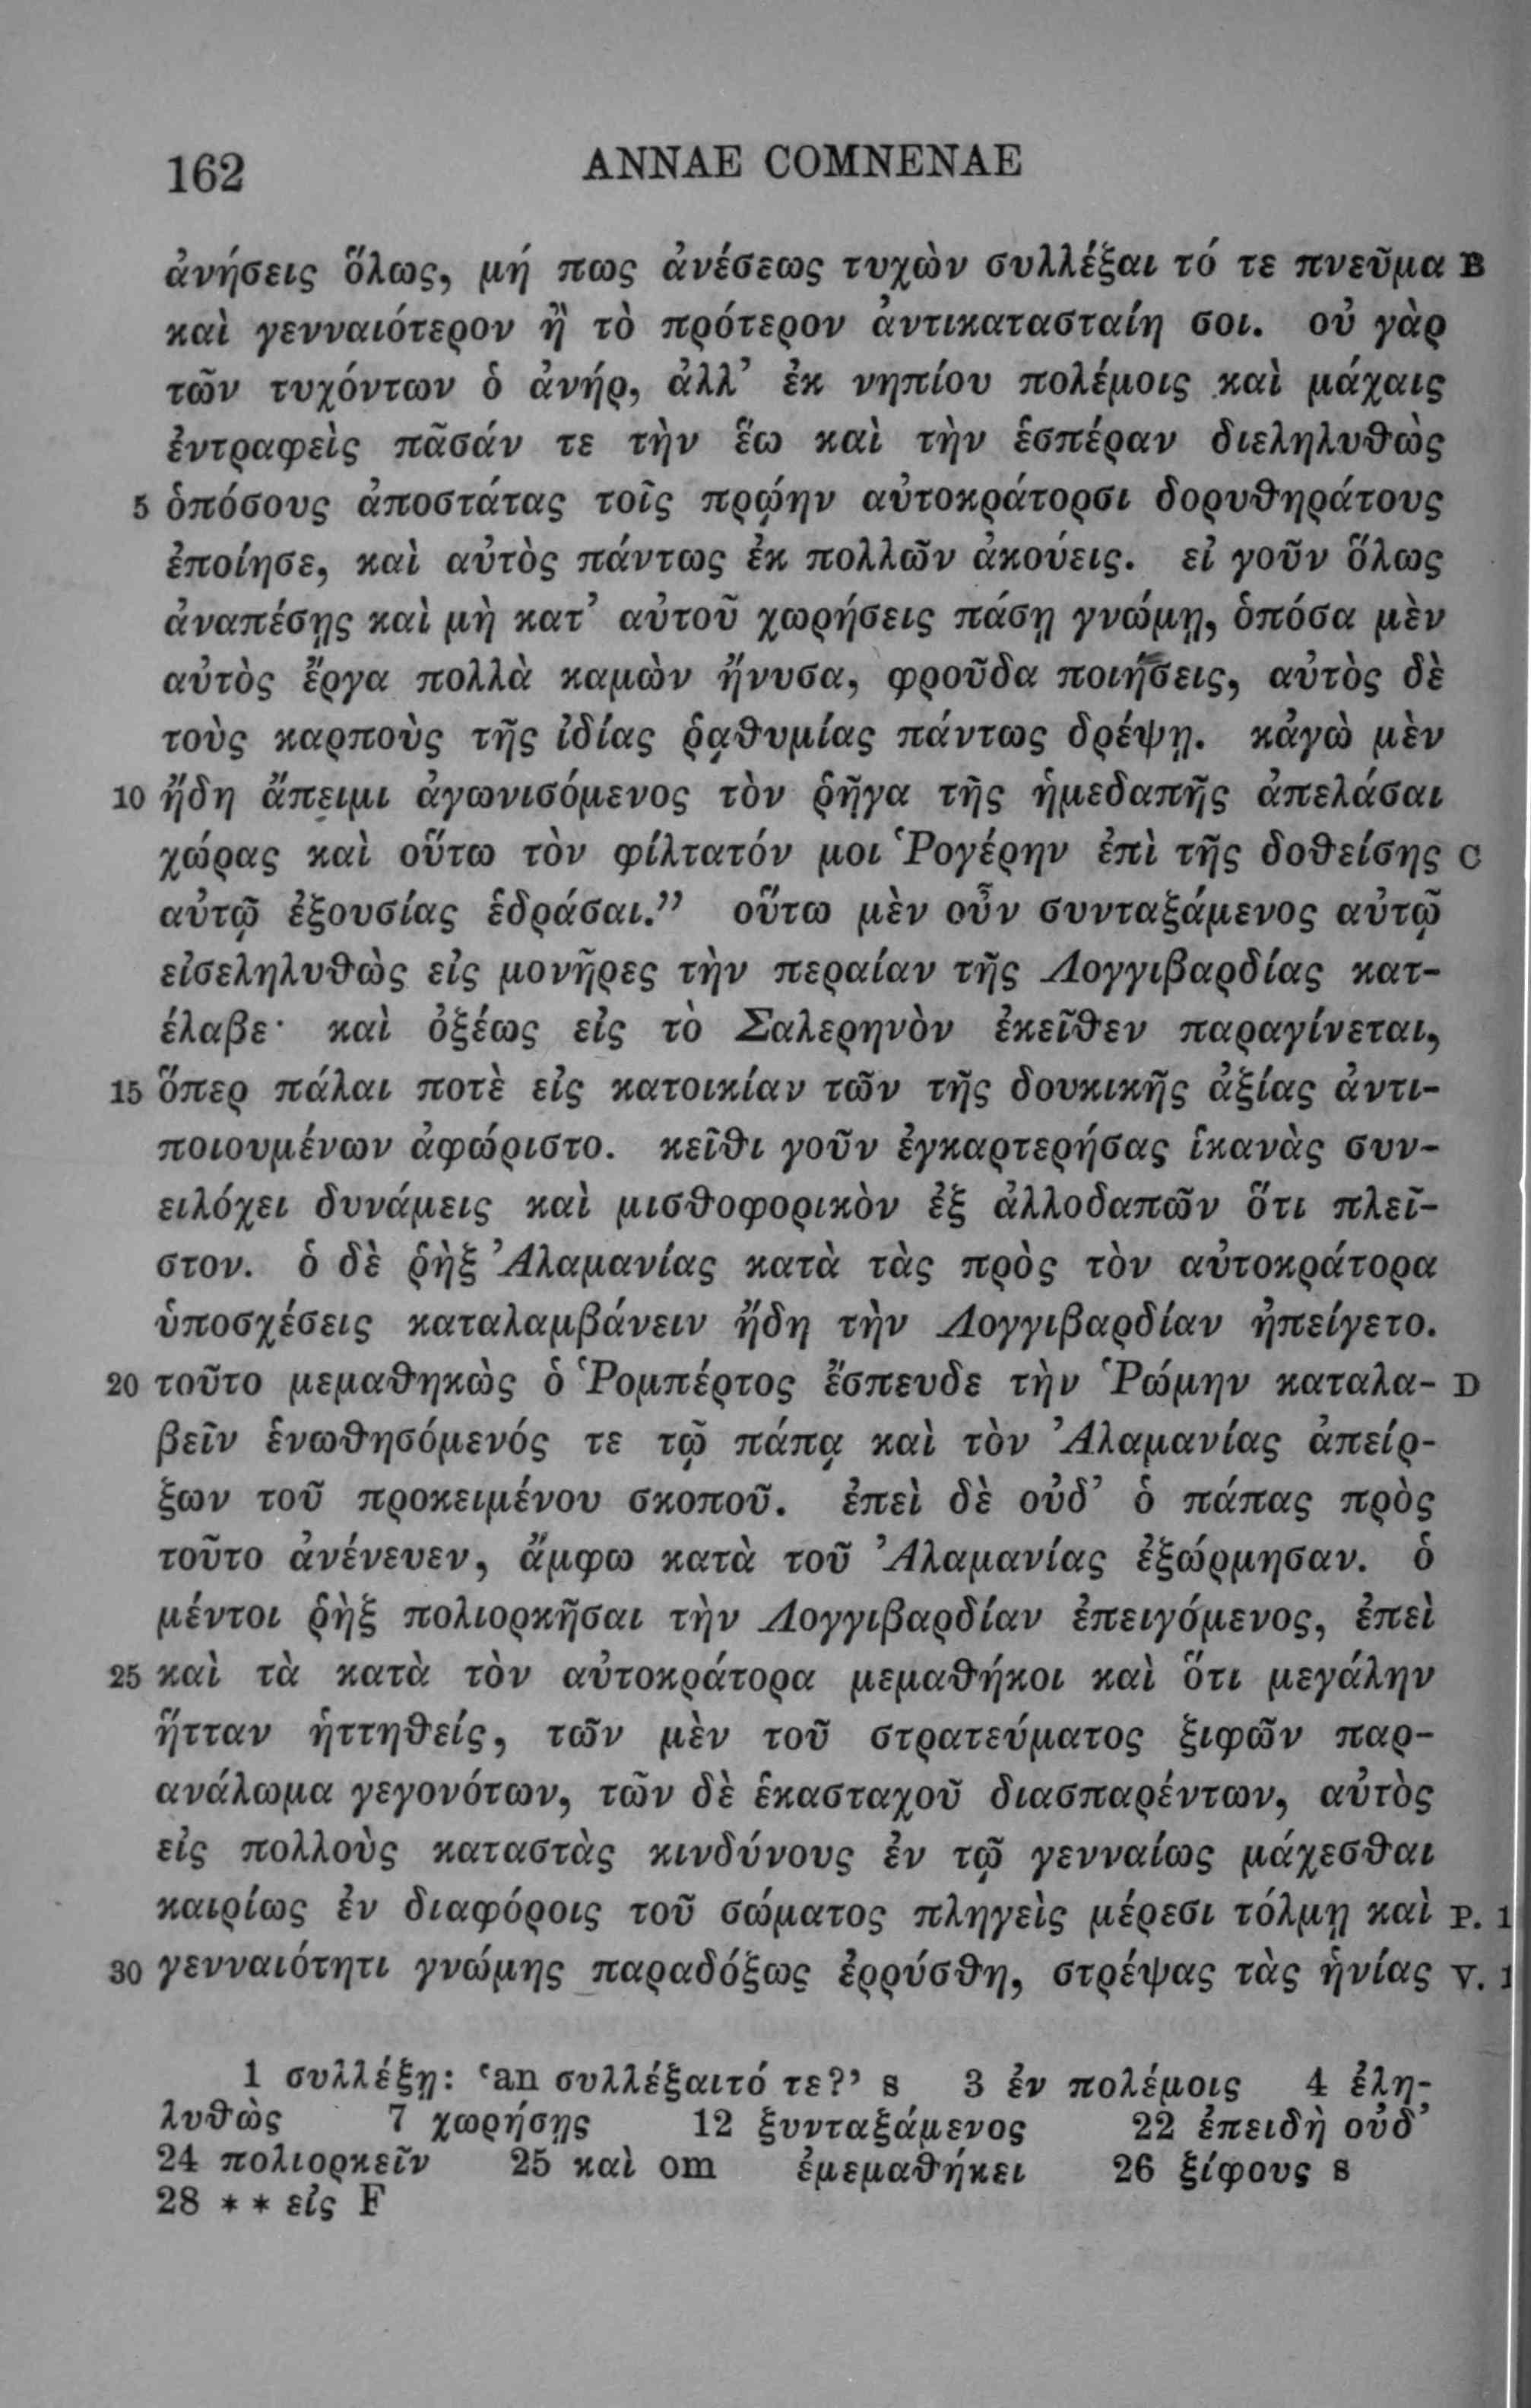 162 ANNAE COMNENAE
ἀνήσεις ὅλως, μή πως ἀνέσεως τυχὼν συλλέξαι τό τε πνεῦμα B
καὶ γενναιότερον ἢ τὸ πρότερον ἀντικατασταίη σοι. οὐ γὰρ
τῶν τυχόντων ὁ ἀνήρ, ἀλλ’ ἐκ νηπίου πολέμοις καὶ μάχαις
ἐντραφεὶς πᾶσάν τε τὴν ἕω καὶ τὴν ἑσπέραν διεληλυθὼς
5 ὁπόσους ἀποστάτας τοῖς πρῴην αὐτοκράτορσι δορυθηράτους
ἐποίησε, καὶ αὐτὸς πάντως ἐκ πολλῶν ἀκούεις. εἰ γοῦν ὅλως
ἀναπέσῃς καὶ μὴ κατ’ αὐτοῦ χωρήσεις πάσῃ γνώμῃ, ὁπόσα μὲν
αὐτὸς ἔργα πολλὰ καμὼν ἤνυσα, φροῦδα ποιήσεις, αὐτὸς δὲ
τοὺς καρποὺς τῆς ἰδίας ῥᾳθυμίας πάντως δρέψῃ. κἀγὼ μὲν
10 ἤδη ἄπειμι ἀγωνισόμενος τὸν ῥῆγα τῆς ἡμεδαπῆς ἀπελάσαι
χώρας καὶ οὕτω τὸν φίλτατόν μοι Ῥογέρην ἐπὶ τῆς δοθείσης C
αὐτῷ ἐξουσίας ἑδράσαι.” οὕτω μὲν οὖν συνταξάμενος αὐτῷ
εἰσεληλυθὼς εἰς μονῆρες τὴν περαίαν τῆς Λογγιβαρδίας κατ-
έλαβε· καὶ ὀξέως εἰς τὸ Σαλερηνὸν ἐκεῖθεν παραγίνεται,
15 ὅπερ πάλαι ποτὲ εἰς κατοικίαν τῶν τῆς δουκικῆς ἀξίας ἀντι-
ποιουμένων ἀφώριστο. κεῖθι γοῦν ἐγκαρτερήσας ἱκανὰς συν-
ειλόχει δυνάμεις καὶ μισθοφορικὸν ἐξ ἀλλοδαπῶν ὅτι πλεῖ-
στον. ὁ δὲ ῥὴξ Ἀλαμανίας κατὰ τὰς πρὸς τὸν αὐτοκράτορα
ὑποσχέσεις καταλαμβάνειν ἤδη τὴν Λογγιβαρδίαν ἠπείγετο.
20 τοῦτο μεμαθηκὼς ὁ Ῥομπέρτος ἔσπευδε τὴν Ῥώμην καταλα- D
βεῖν ἑνωθησόμενός τε τῷ πάπᾳ καὶ τὸν Ἀλαμανίας ἀπείρ-
ξων τοῦ προκειμένου σκοποῦ. ἐπεὶ δὲ οὐδ’ ὁ πάπας πρὸς
τοῦτο ἀνένευεν, ἄμφω κατὰ τοῦ Ἀλαμανίας ἐξώρμησαν. ὁ
μέντοι ῥὴξ πολιορκῆσαι τὴν Λογγιβαρδίαν ἐπειγόμενος, ἐπεὶ
25 καὶ τὰ κατὰ τὸν αὐτοκράτορα μεμαθήκοι καὶ ὅτι μεγάλην
ἧτταν ἡττηθείς, τῶν μὲν τοῦ στρατεύματος ξιφῶν παρ-
ανάλωμα γεγονότων, τῶν δὲ ἑκασταχοῦ διασπαρέντων, αὐτὸς
εἰς πολλοὺς καταστὰς κινδύνους ἐν τῷ γενναίως μάχεσθαι
καιρίως ἐν διαφόροις τοῦ σώματος πληγεὶς μέρεσι τόλμῃ καὶ P. 1
30 γενναιότητι γνώμης παραδόξως ἐρρύσθη, στρέψας τὰς ἡνίας V. 1
1 συλλέξῃ: ‘an συλλέξαιτό τε?’ s 3 ἐν πολέμοις 4 ἐλη-
λυθὼς 7 χωρήσῃς 12 ξυνταξάμενος 22 ἐπειδὴ οὐδ’
24 πολιορκεῖν 25 καὶ om ἐμεμαθήκει 26 ξίφους s
28 * * εἰς F